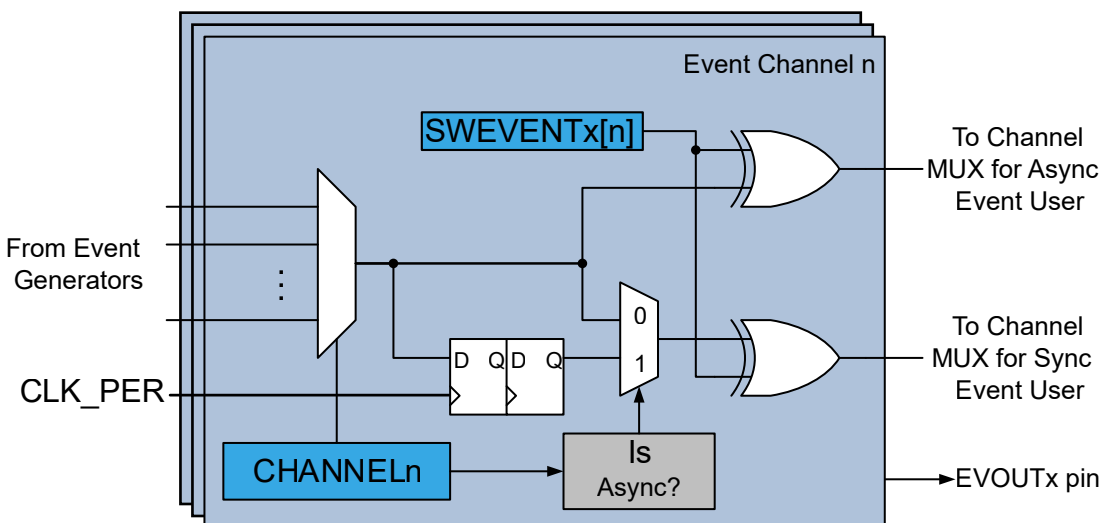 Event Channel n
SWEVENTx[n]
To Channel
MUX for Async
Event User
From Event
Generators
⋮
0
1
To Channel
MUX for Sync
Event User
D Q D Q
CLK_PER
CHANNELn
Is
Async?
EVOUTx pin